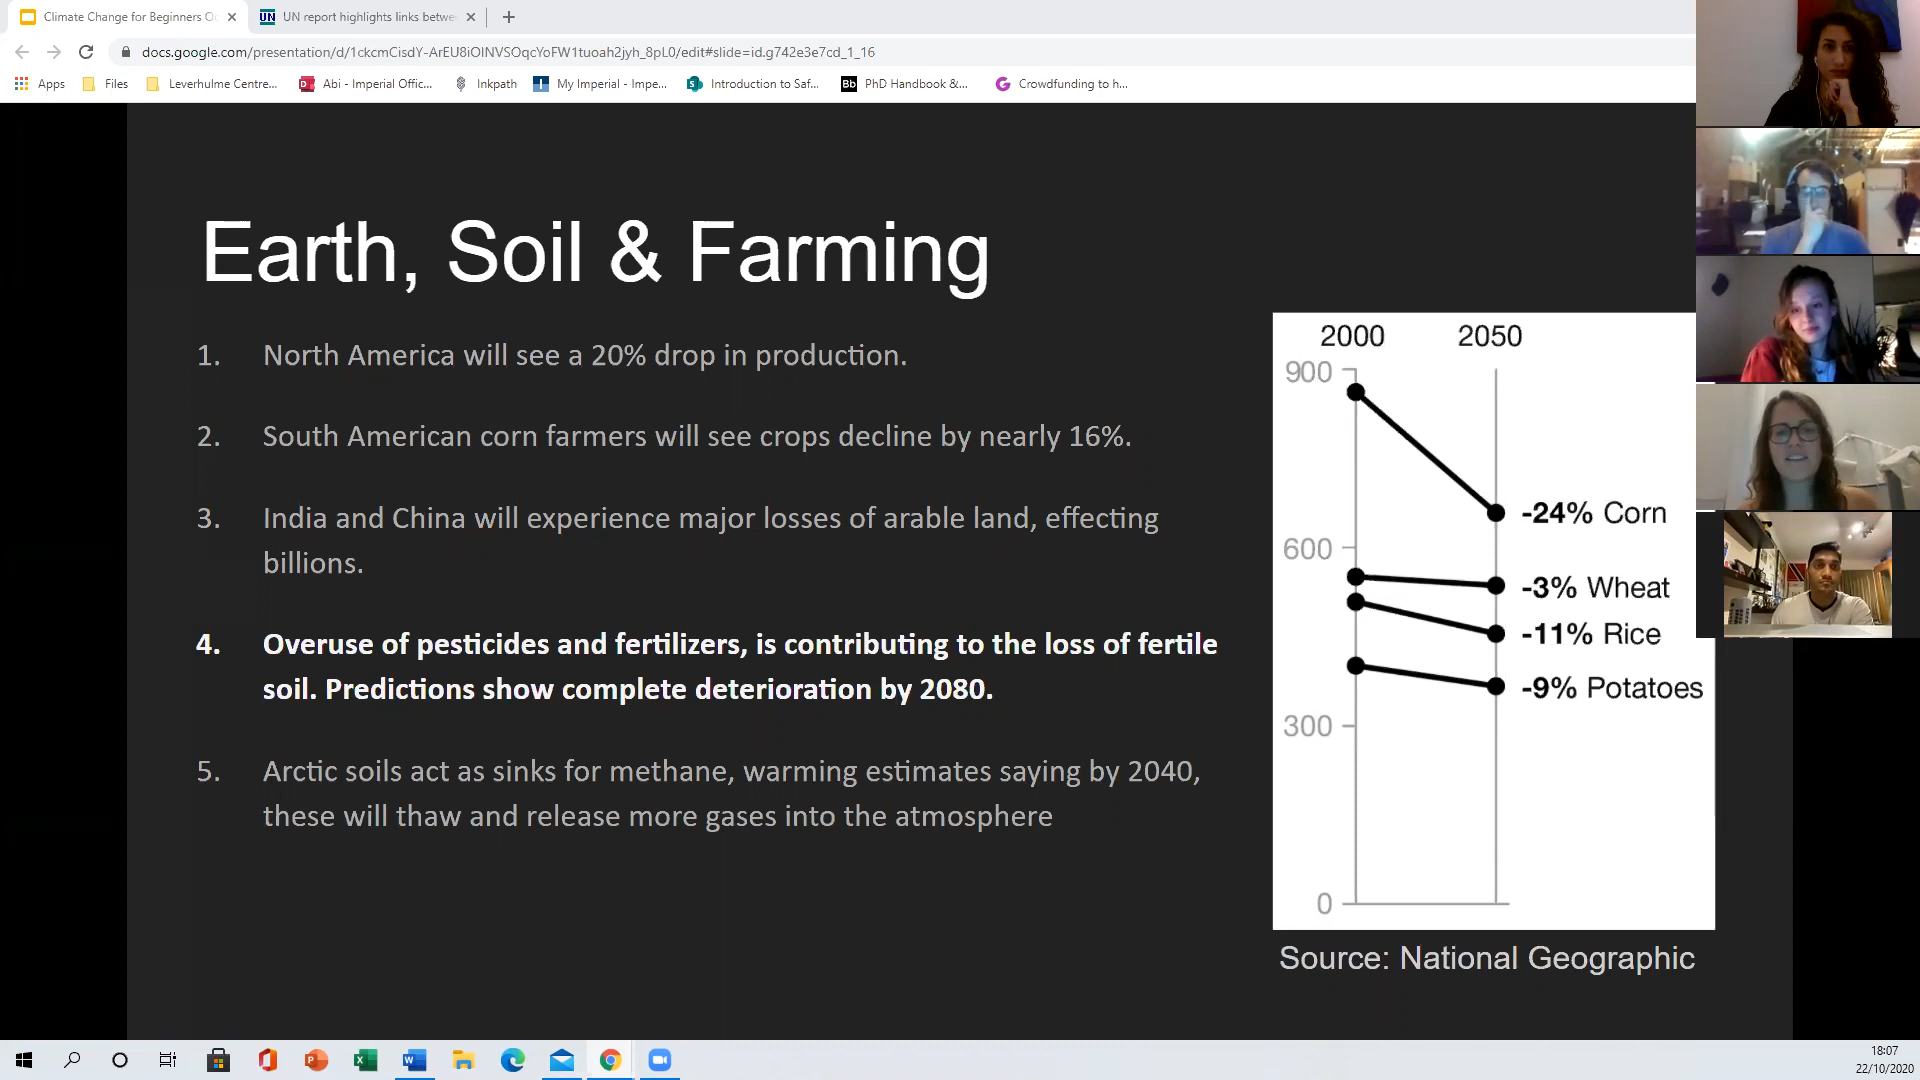 Climate Change for Beginners Oc
UN report highlights links betwe
docs.google.com/presentation/d/1ckcmCisdY-ArEU8iOlNVSOqcYoFW1tuoah2jyh_8pL0/edit#slide=id.g742e3e7cd_1_16
Apps Files Leverhulme Centre... Abi - Imperial Offic... Inkpath My Imperial - Impe... Introduction to Saf... Bb PhD Handbook &... Crowdfunding to h...
Earth, Soil & Farming
1. North America will see a 20% drop in production.
2. South American corn farmers will see crops decline by nearly 16%.
3. India and China will experience major losses of arable land, effecting
billions.
4. Overuse of pesticides and fertilizers, is contributing to the loss of fertile
soil. Predictions show complete deterioration by 2080.
5. Arctic soils act as sinks for methane, warming estimates saying by 2040,
these will thaw and release more gases into the atmosphere
2000 2050
900
600
300
0
-24% Corn
-3% Wheat
-11% Rice
-9% Potatoes
Source: National Geographic
18:07
22/10/2020